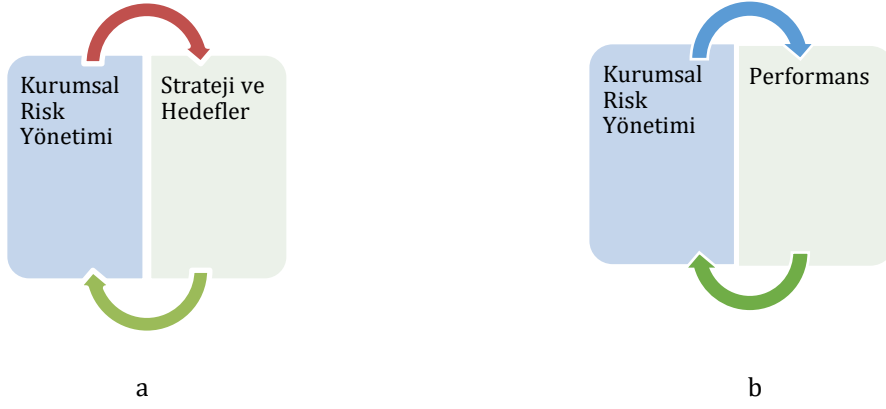 Kurumsal
Risk
Yönetimi
Strateji ve
Hedefler
Kurumsal
Risk
Yönetimi
Performans
a
b